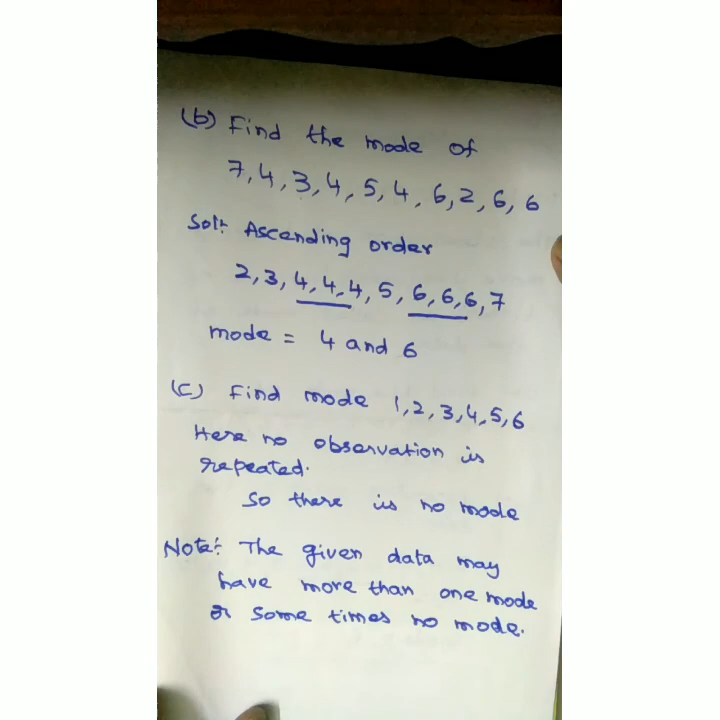 (b) Find the mode of
7, 4, 3, 4, 5, 4, 6, 2, 6, 6
Sol: Ascending order
2, 3, 4, 4, 4, 5, 6, 6, 6, 7
mode = 4 and 6
(C) Find mode 1, 2, 3, 4, 5, 6
Here no observation is
repeated.
So there is no mode
Note: The given data may
have more than one mode
or some times no mode.